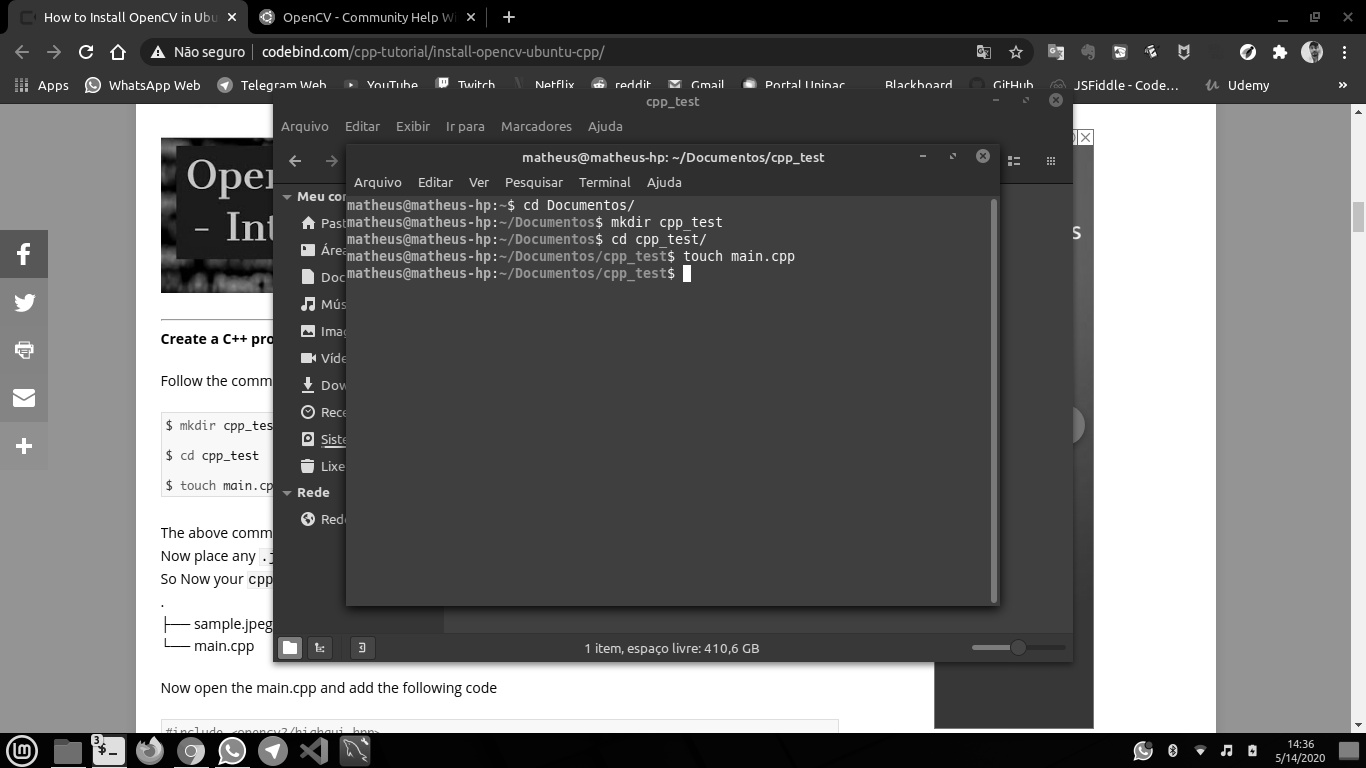 How to Install OpenCV in Ubu
OpenCV - Community Help Wi
Não seguro
codebind.com/cpp-tutorial/install-opencv-ubuntu-cpp/
Apps
WhatsApp Web
Telegram Web
YouTube
Twitch
Netflix
reddit
Gmail
Portal Unipac
Blackboard
GitHub
JSFiddle - Code…
Udemy
»
cpp_test
Arquivo Editar Exibir Ir para Marcadores Ajuda
Open
- Int
matheus@matheus-hp: ~/Documentos/cpp_test
Arquivo Editar Ver Pesquisar Terminal Ajuda
matheus@matheus-hp:~$ cd Documentos/
matheus@matheus-hp:~/Documentos$ mkdir cpp_test
matheus@matheus-hp:~/Documentos$ cd cpp_test/
matheus@matheus-hp:~/Documentos/cpp_test$ touch main.cpp
matheus@matheus-hp:~/Documentos/cpp_test$
Meu cor
Past
Área
Doc
Mús
Imag
Víde
Dow
Rece
Siste
Lixe
Rede
Rede
s
Create a C++ pro
Follow the comm
$ mkdir cpp_tes
$ cd cpp_test
$ touch main.cp
The above comm
Now place any .j
So Now your cpp
.
├── sample.jpeg
└── main.cpp
1 item, espaço livre: 410,6 GB
Now open the main.cpp and add the following code
#include <opencv2/highgui.hpp>
3
14:36
5/14/2020